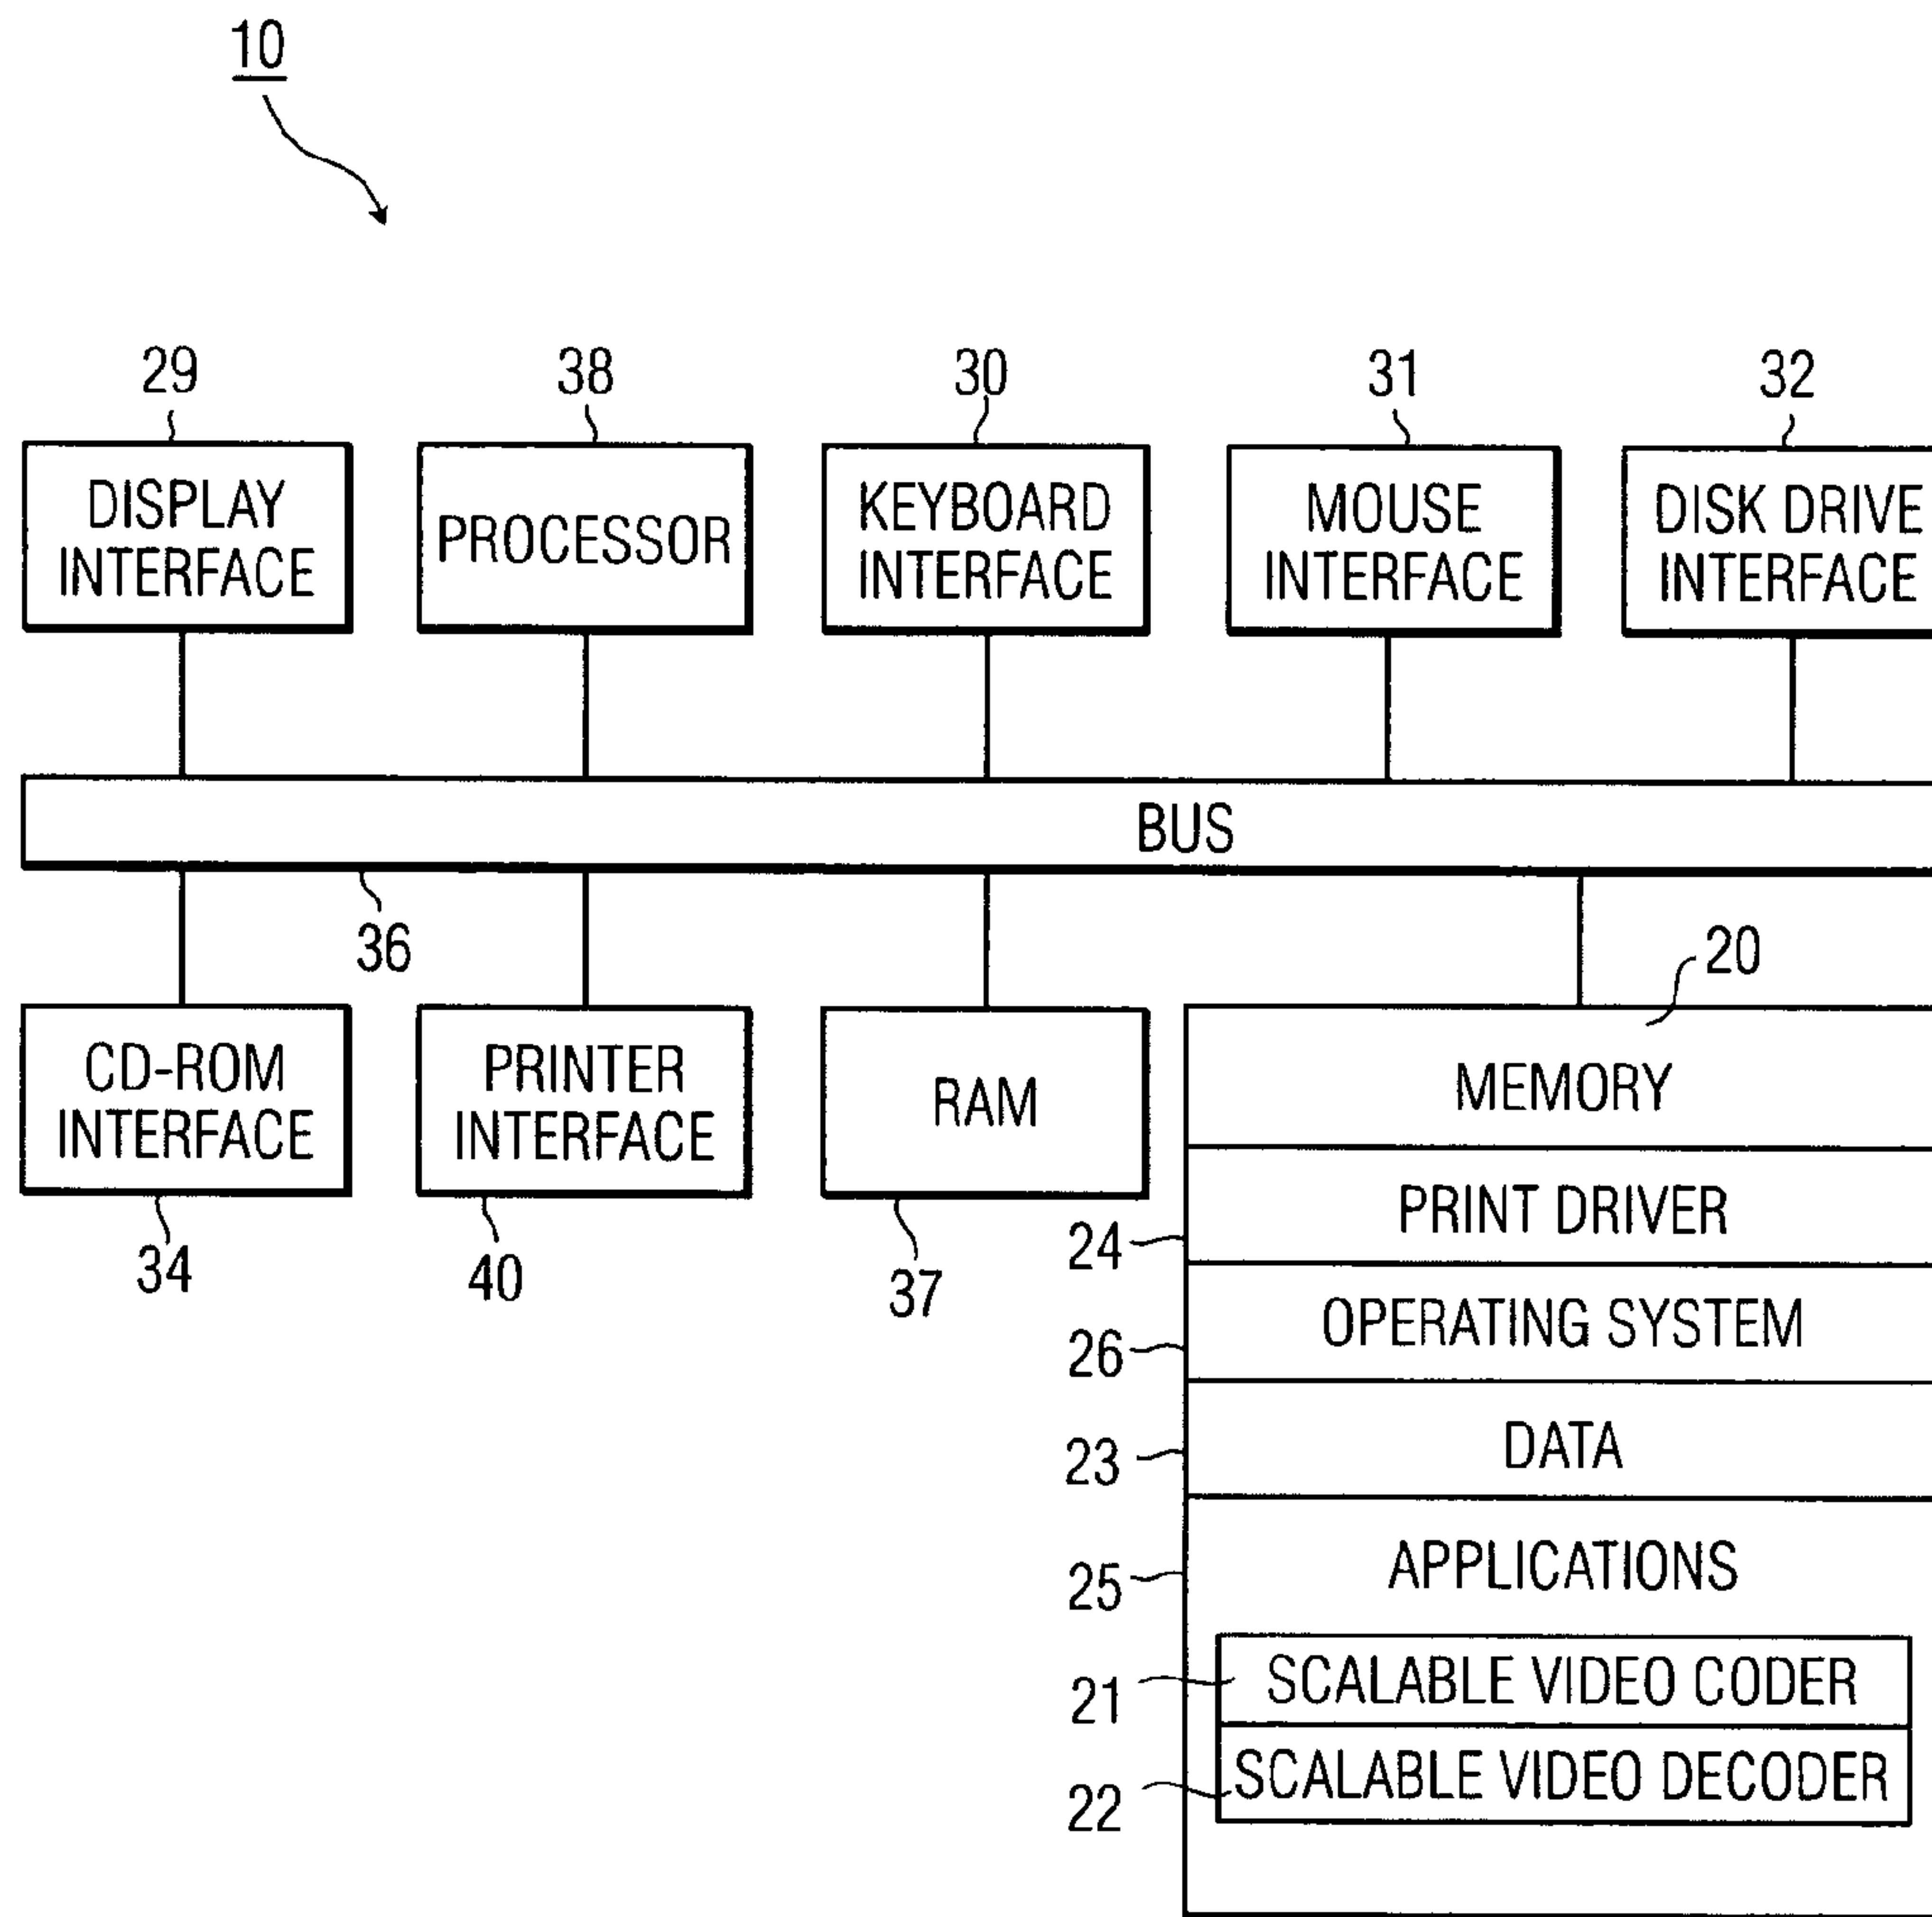 10
29
38
30
31
32
DISPLAY
INTERFACE
PROCESSOR
KEYBOARD
INTERFACE
MOUSE
INTERFACE
DISK DRIVE
INTERFACE
BUS
36
20
CD-ROM
INTERFACE
PRINTER
INTERFACE
RAM
MEMORY
34
40
37
24
PRINT DRIVER
26
OPERATING SYSTEM
23
DATA
25
APPLICATIONS
21
SCALABLE VIDEO CODER
22
SCALABLE VIDEO DECODER